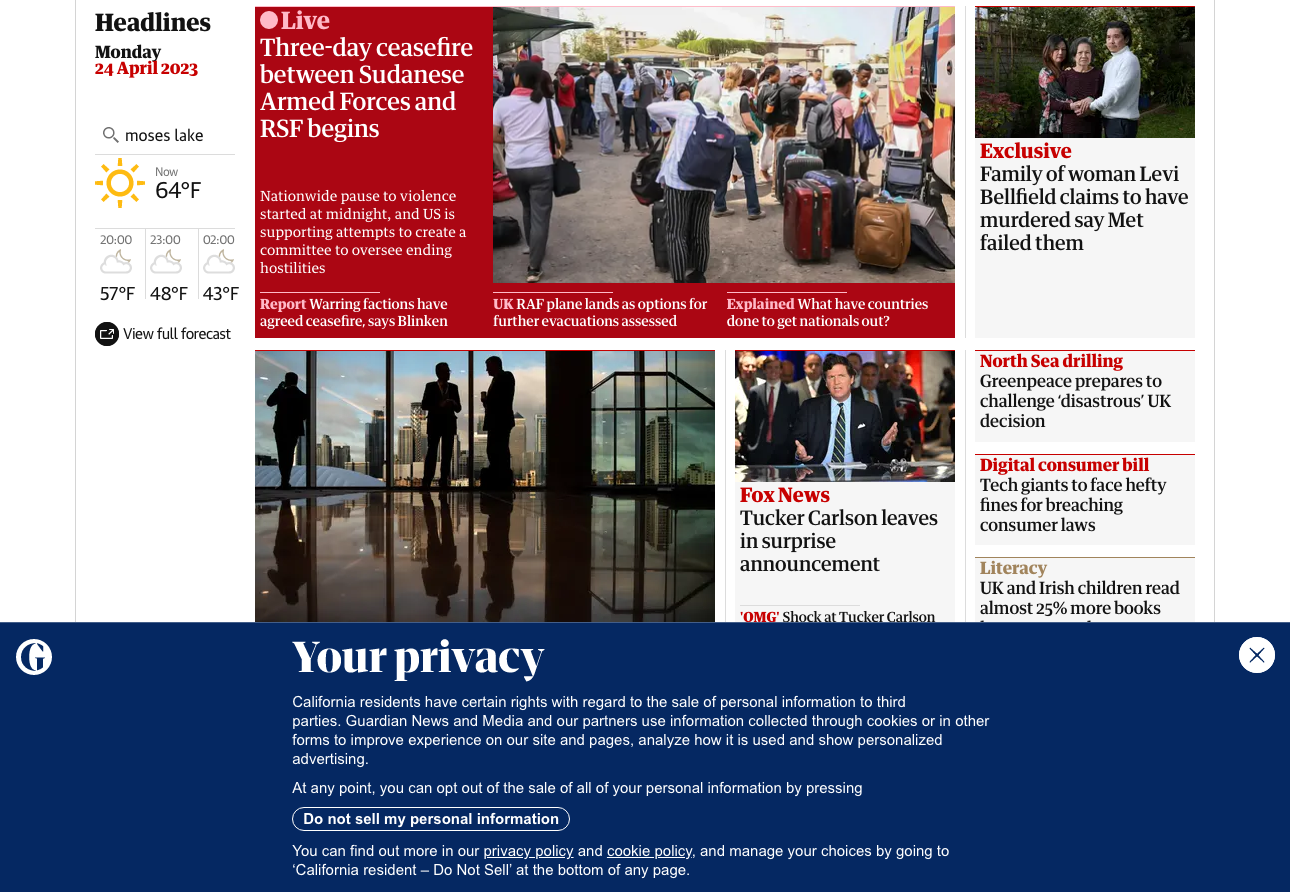 Headlines
Monday
24 April 2023
moses lake
Now
64°F
20:00
23:00
02:00
57°F
48°F
43°F
View full forecast
Live
Three-day ceasefire
between Sudanese
Armed Forces and
RSF begins
Nationwide pause to violence
started at midnight, and US is
supporting attempts to create a
committee to oversee ending
hostilities
Report Warring factions have
agreed ceasefire, says Blinken
UK RAF plane lands as options for
further evacuations assessed
Explained What have countries
done to get nationals out?
Exclusive
Family of woman Levi
Bellfield claims to have
murdered say Met
failed them
Fox News
Tucker Carlson leaves
in surprise
announcement
'OMG' Shock at Tucker Carlson
North Sea drilling
Greenpeace prepares to
challenge ‘disastrous’ UK
decision
Digital consumer bill
Tech giants to face hefty
fines for breaching
consumer laws
Literacy
UK and Irish children read
almost 25% more books
Your privacy
California residents have certain rights with regard to the sale of personal information to third
parties. Guardian News and Media and our partners use information collected through cookies or in other
forms to improve experience on our site and pages, analyze how it is used and show personalized
advertising.
At any point, you can opt out of the sale of all of your personal information by pressing
Do not sell my personal information
You can find out more in our privacy policy and cookie policy, and manage your choices by going to
‘California resident – Do Not Sell’ at the bottom of any page.